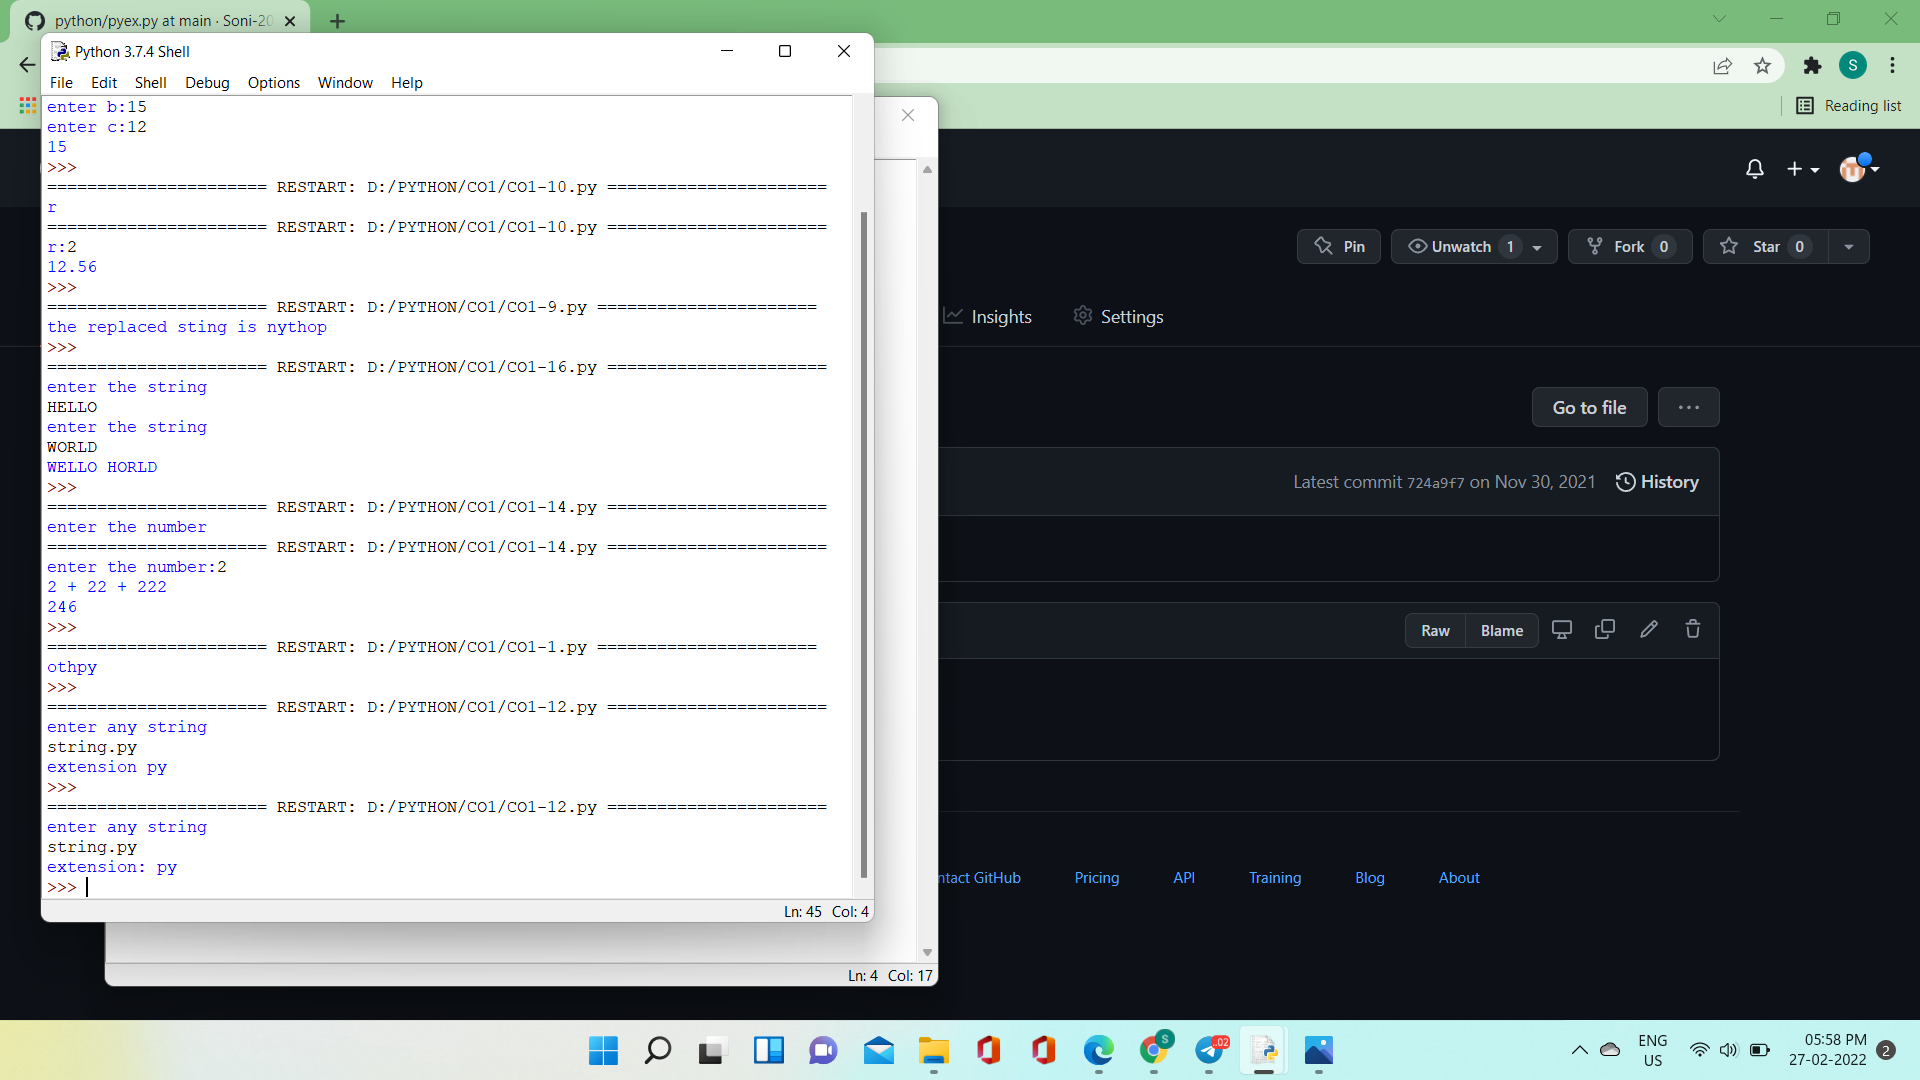 python/pyex.py at main · Soni-20
Python 3.7.4 Shell
File Edit Shell Debug Options Window Help
S
Reading list
enter b:15
enter c:12
15
>>>
====================== RESTART: D:/PYTHON/CO1/CO1-10.py ======================
r
====================== RESTART: D:/PYTHON/CO1/CO1-10.py ======================
r:2
12.56
>>>
====================== RESTART: D:/PYTHON/CO1/CO1-9.py ======================
the replaced sting is nythop
>>>
====================== RESTART: D:/PYTHON/CO1/CO1-16.py ======================
enter the string
HELLO
enter the string
WORLD
WELLO HORLD
>>>
====================== RESTART: D:/PYTHON/CO1/CO1-14.py ======================
enter the number
====================== RESTART: D:/PYTHON/CO1/CO1-14.py ======================
enter the number:2
2 + 22 + 222
246
>>>
====================== RESTART: D:/PYTHON/CO1/CO1-1.py ======================
othpy
>>>
====================== RESTART: D:/PYTHON/CO1/CO1-12.py ======================
enter any string
string.py
extension py
>>>
====================== RESTART: D:/PYTHON/CO1/CO1-12.py ======================
enter any string
string.py
extension: py
>>>
Ln: 45 Col: 4
Ln: 4 Col: 17
Pin
Unwatch 1
Fork 0
Star 0
Insights
Settings
Go to file
Latest commit 724a9f7 on Nov 30, 2021 History
Raw Blame
ntact GitHub Pricing API Training Blog About
S
.02
ENG
US
05:58 PM
27-02-2022
2